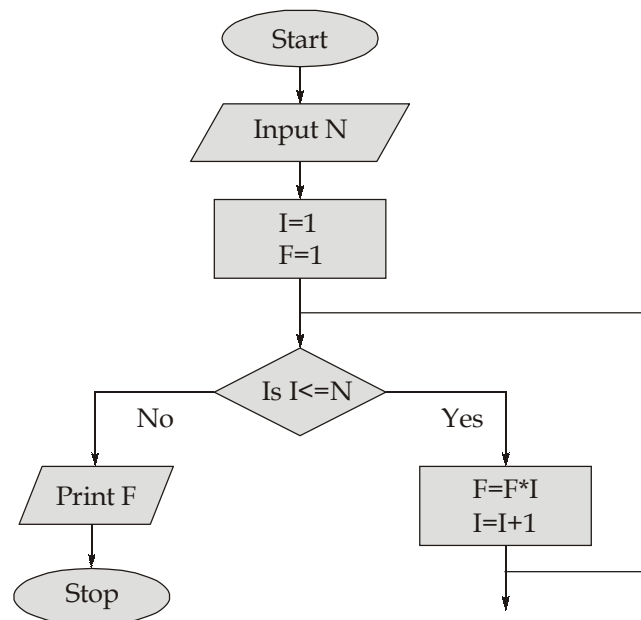 Start
Input N
I=1
F=1
Is I<=N
No
Yes
Print F
F=F*I
I=I+1
Stop